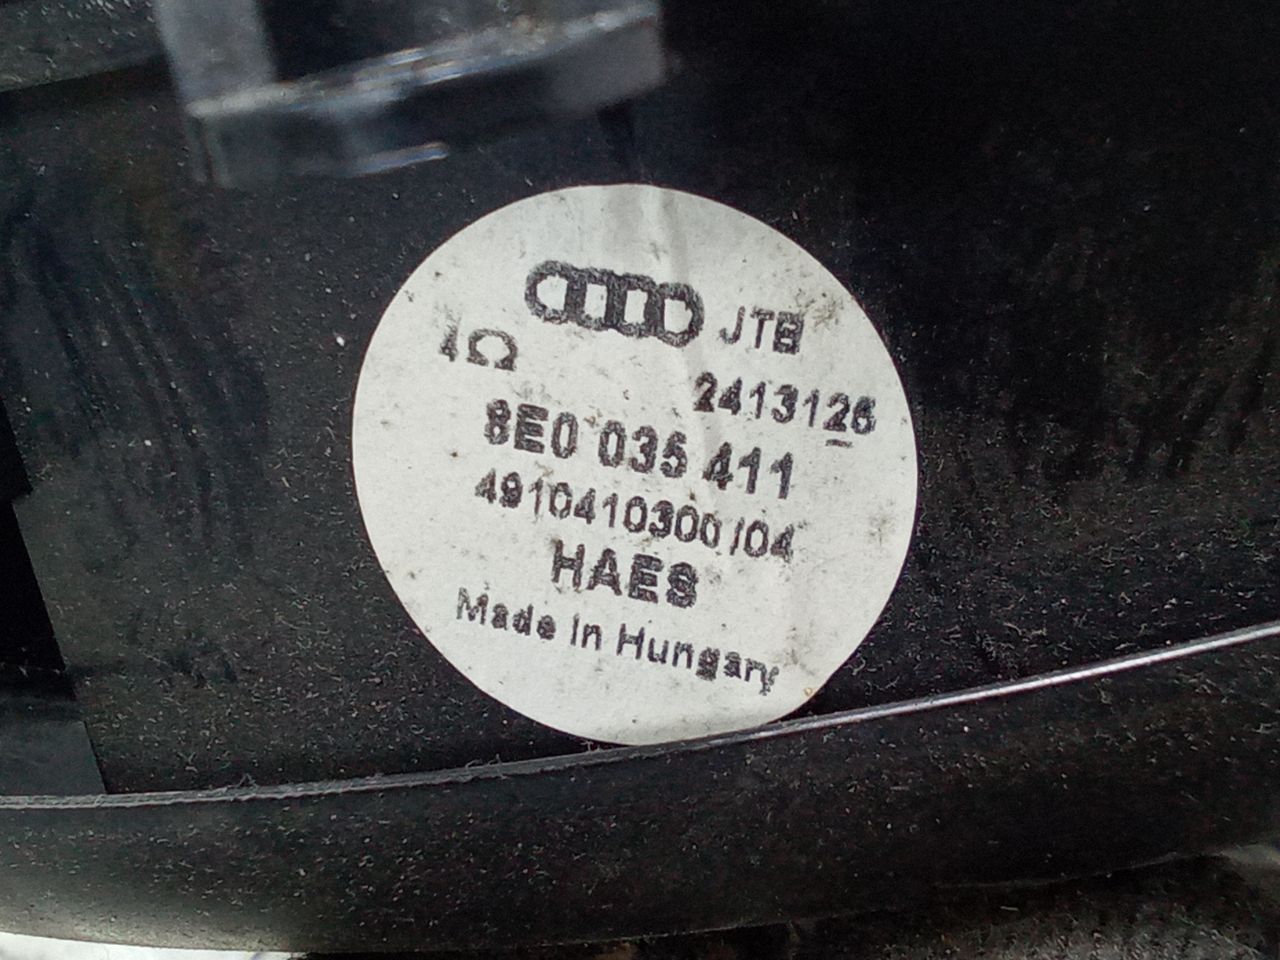 JTB
4Ω
2413126
8E0 035 411
4910410300/04
HAES
Made In Hungary